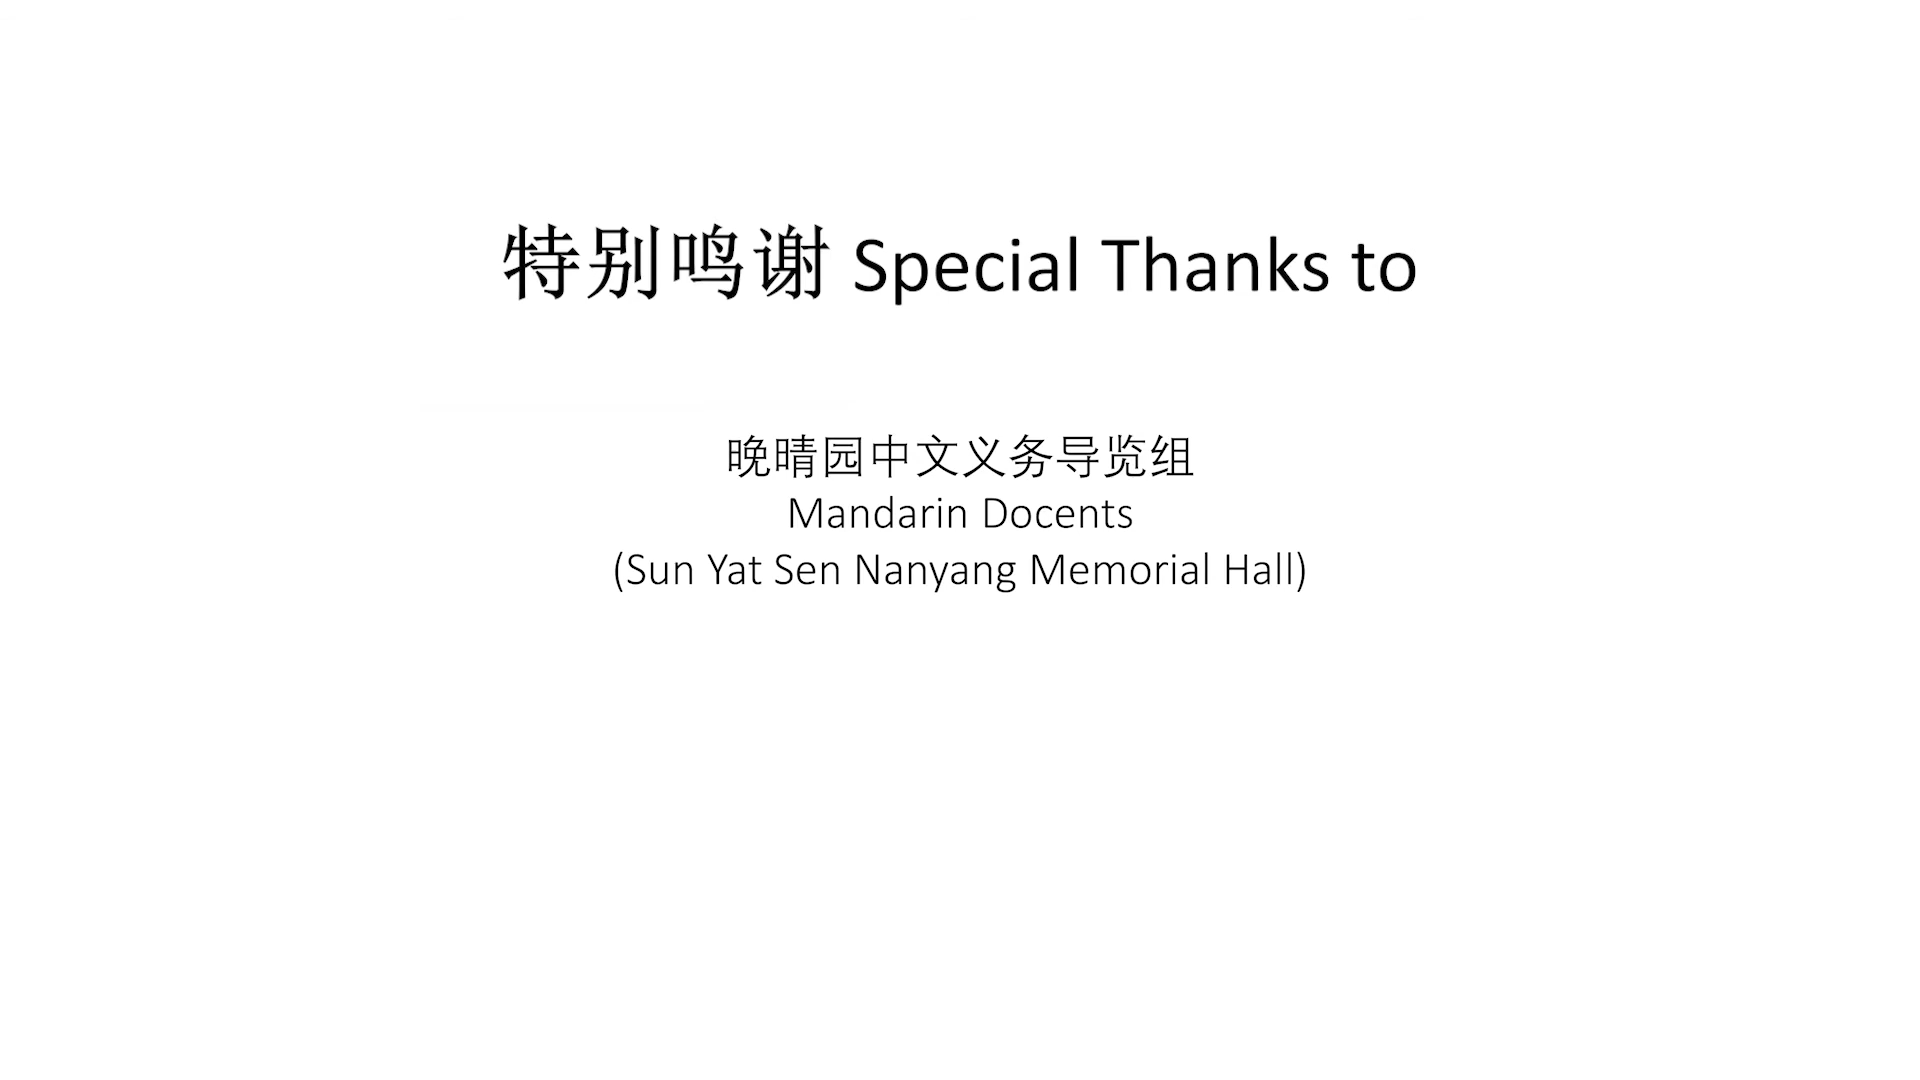 特别鸣谢 Special Thanks to
晚晴园中文义务导览组
Mandarin Docents
(Sun Yat Sen Nanyang Memorial Hall)